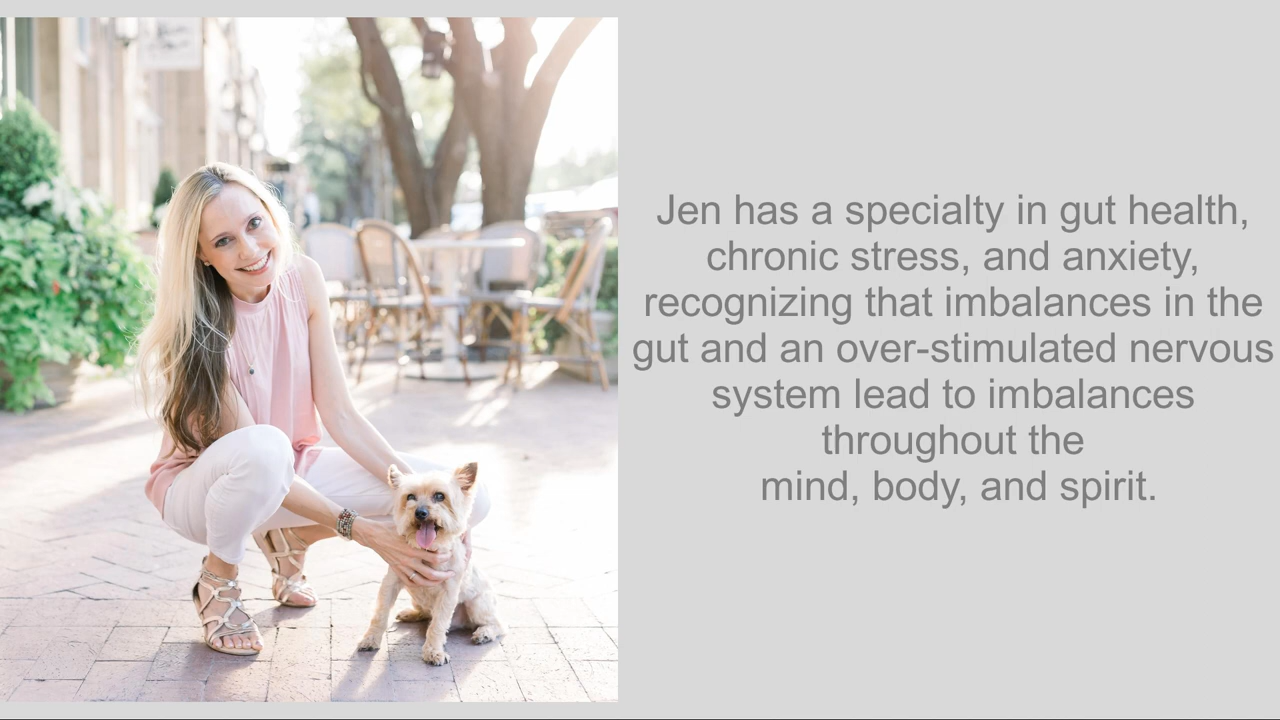 Jen has a specialty in gut health,
chronic stress, and anxiety,
recognizing that imbalances in the
gut and an over-stimulated nervous
system lead to imbalances
throughout the
mind, body, and spirit.